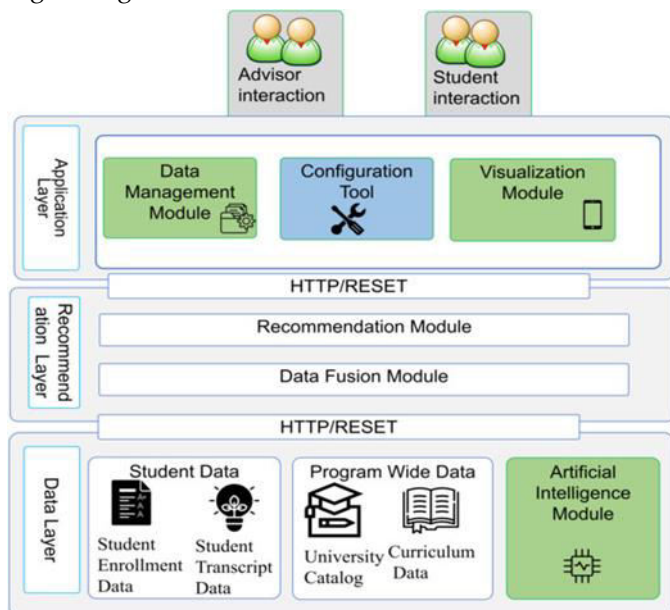 Advisor
interaction
Student
interaction
Application
Layer
Data
Management
Module
Configuration
Tool
Visualization
Module
HTTP/RESET
Recommend
ation Layer
Recommendation Module
Data Fusion Module
HTTP/RESET
Data Layer
Student Data
Student
Enrollment
Data
Student
Transcript
Data
Program Wide Data
University
Catalog
Curriculum
Data
Artificial
Intelligence
Module